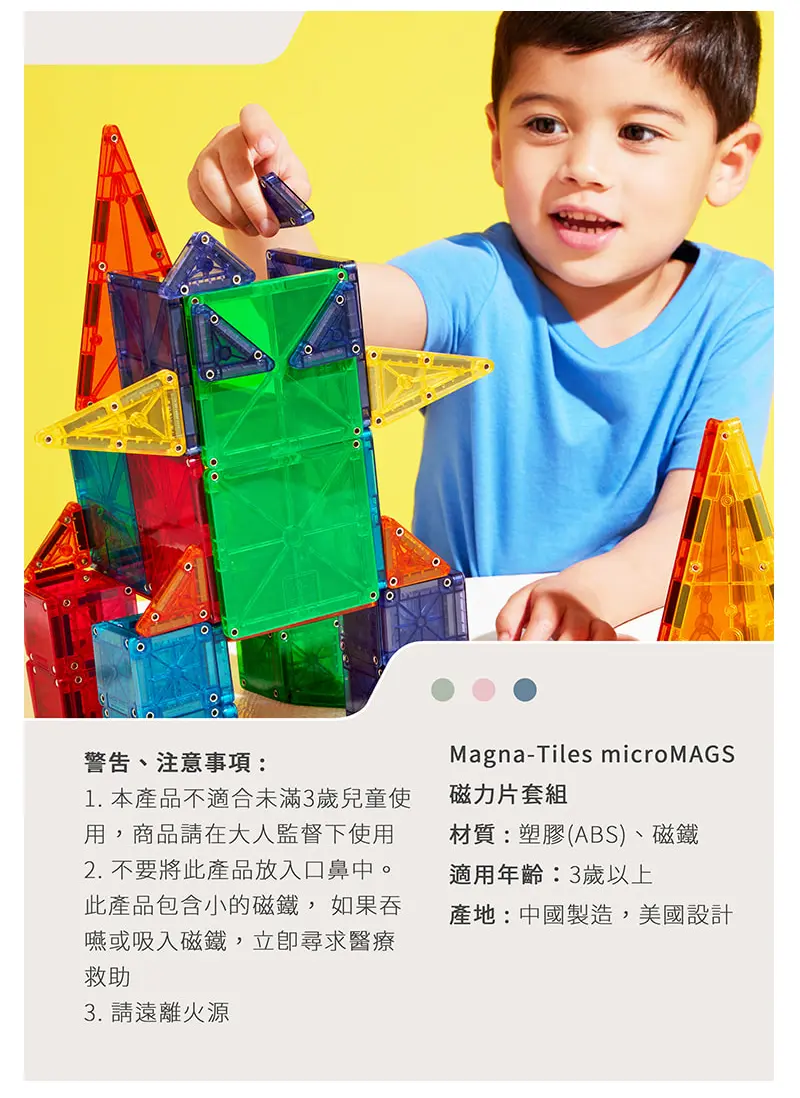 警告、注意事項：
1. 本產品不適合未滿3歲兒童使
用，商品請在大人監督下使用
2. 不要將此產品放入口鼻中。
此產品包含小的磁鐵， 如果吞
嚥或吸入磁鐵，立即尋求醫療
救助
3. 請遠離火源
Magna-Tiles microMAGS
磁力片套組
材質：塑膠(ABS)、磁鐵
適用年齡：3歲以上
產地：中國製造，美國設計